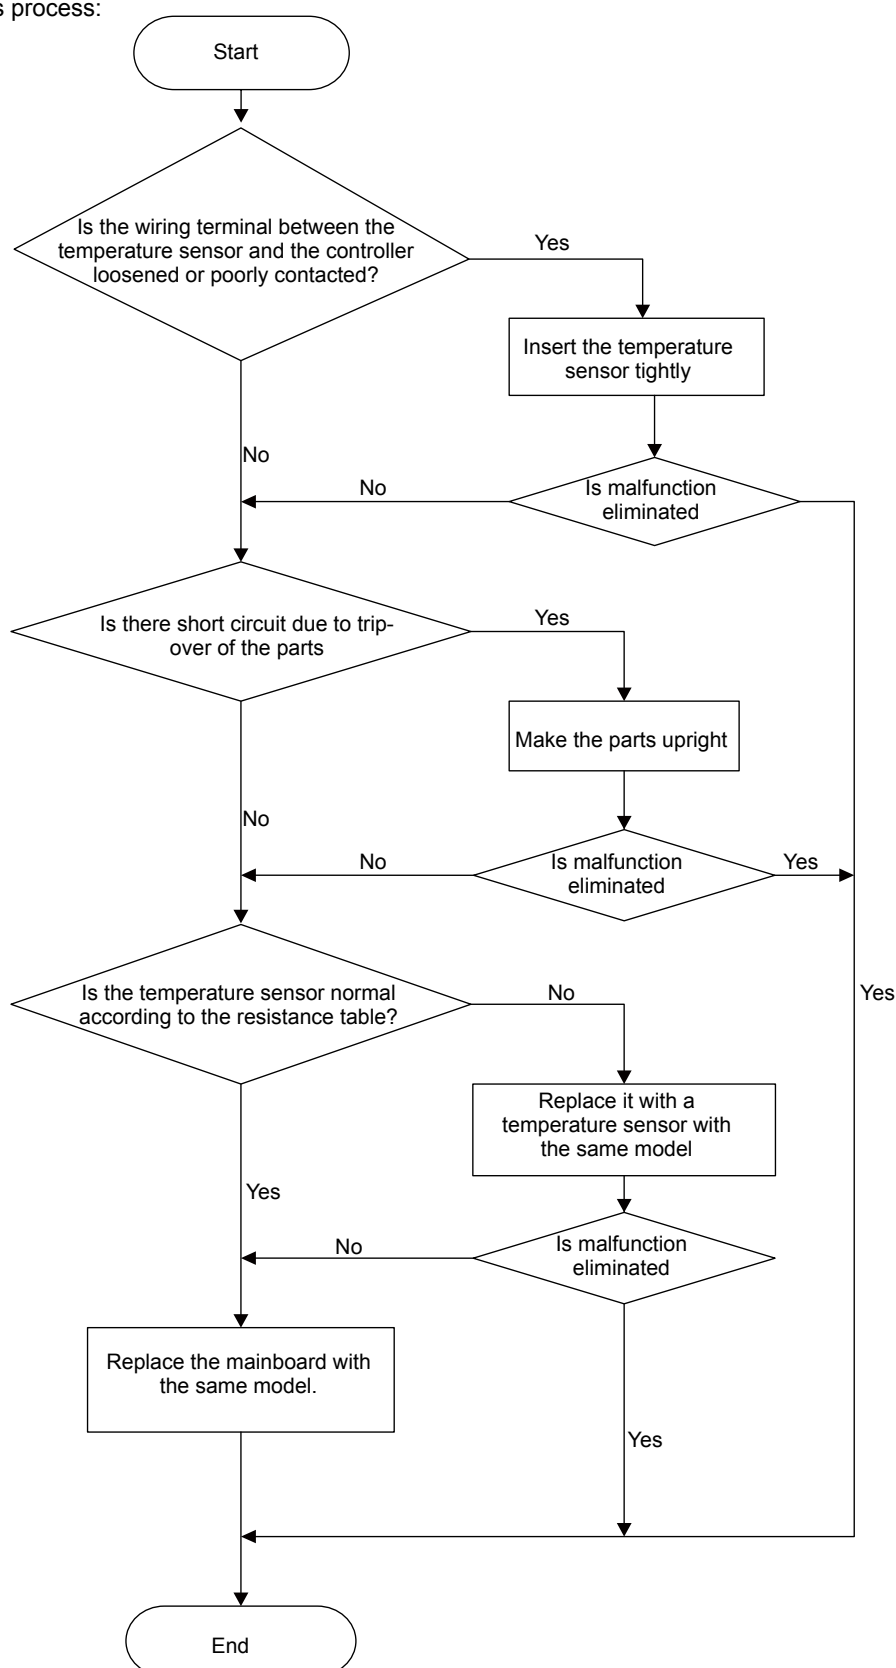 s process:
Start
Is the wiring terminal between the
temperature sensor and the controller
loosened or poorly contacted?
Yes
Insert the temperature
sensor tightly
No
No
Is malfunction
eliminated
Is there short circuit due to trip-
over of the parts
Yes
Make the parts upright
No
No
Is malfunction
eliminated
Yes
Is the temperature sensor normal
according to the resistance table?
No
Yes
Replace it with a
temperature sensor with
the same model
Yes
No
Is malfunction
eliminated
Replace the mainboard with
the same model.
Yes
End